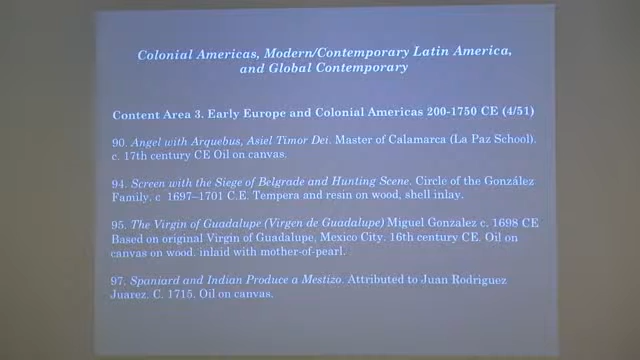 Colonial Americas, Modern/Contemporary Latin America,
and Global Contemporary
Content Area 3. Early Europe and Colonial Americas 200-1750 CE (4/51)
90. Angel with Arquebus, Asiel Timor Dei. Master of Calamarca (La Paz School).
c. 17th century CE Oil on canvas.
94. Screen with the Siege of Belgrade and Hunting Scene. Circle of the González
Family. c 1697–1701 C.E. Tempera and resin on wood, shell inlay.
95. The Virgin of Guadalupe (Virgen de Guadalupe) Miguel Gonzalez c. 1698 CE
Based on original Virgin of Guadalupe, Mexico City. 16th century CE. Oil on
canvas on wood. inlaid with mother-of-pearl.
97. Spaniard and Indian Produce a Mestizo. Attributed to Juan Rodriguez
Juarez. C. 1715. Oil on canvas.